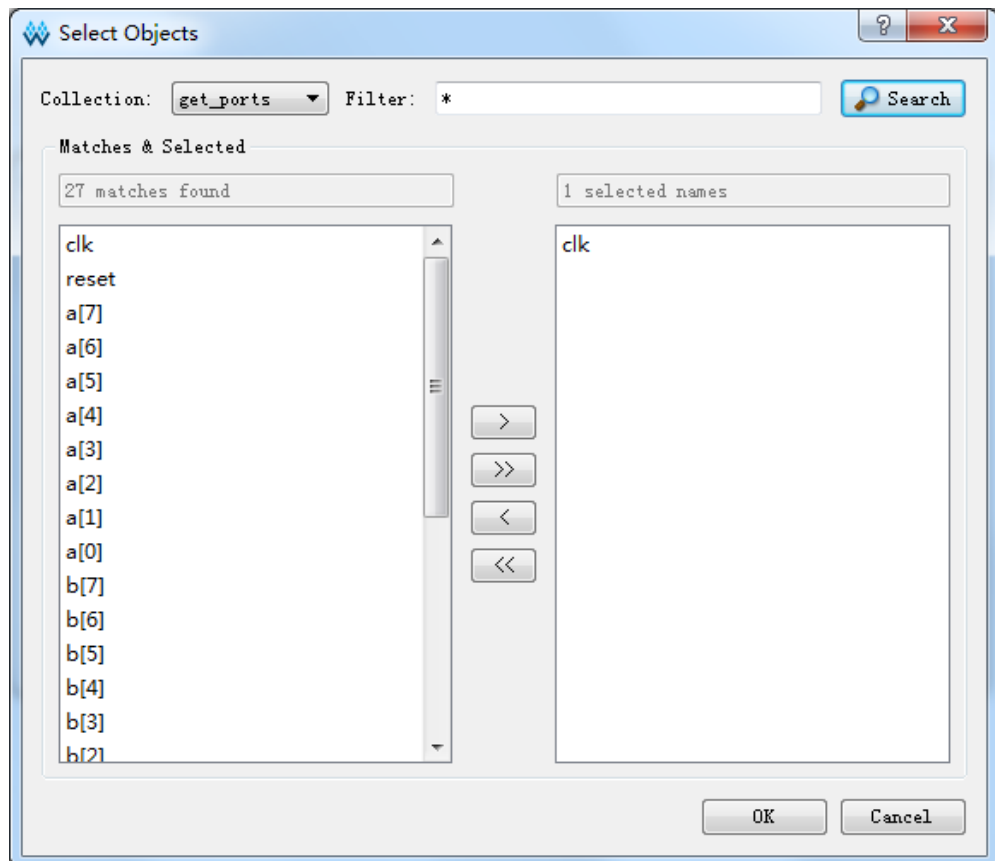 Select Objects
Collection: get_ports Filter: * Search
Matches & Selected
27 matches found
1 selected names
clk
reset
a[7]
a[6]
a[5]
a[4]
a[3]
a[2]
a[1]
a[0]
b[7]
b[6]
b[5]
b[4]
b[3]
b[2]
>
>>
<
<<
clk
OK Cancel